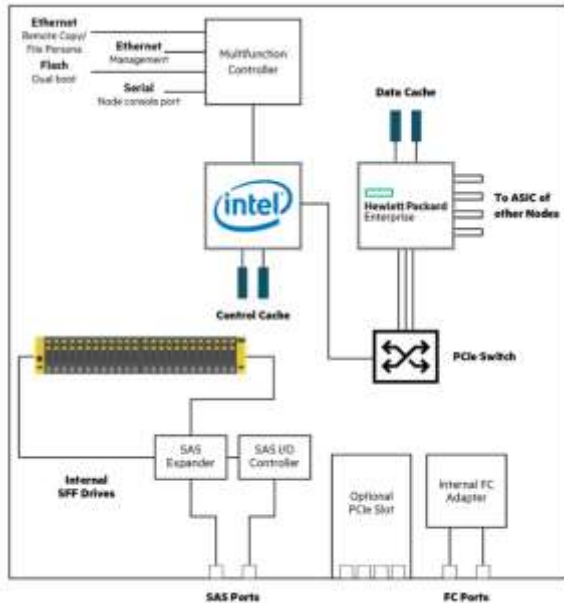 Ethernet
Remote Copy/
File Persona
Ethernet
Management
Flash
Dual boot
Serial
Node console port
Multifunction
Controller
Data Cache
intel
Hewlett Packard
Enterprise
To ASIC of
other Nodes
Control Cache
PCIe Switch
SAS
Expander
SAS I/O
Controller
Internal
SFF Drives
Optional
PCIe Slot
Internal FC
Adapter
SAS Ports
FC Ports